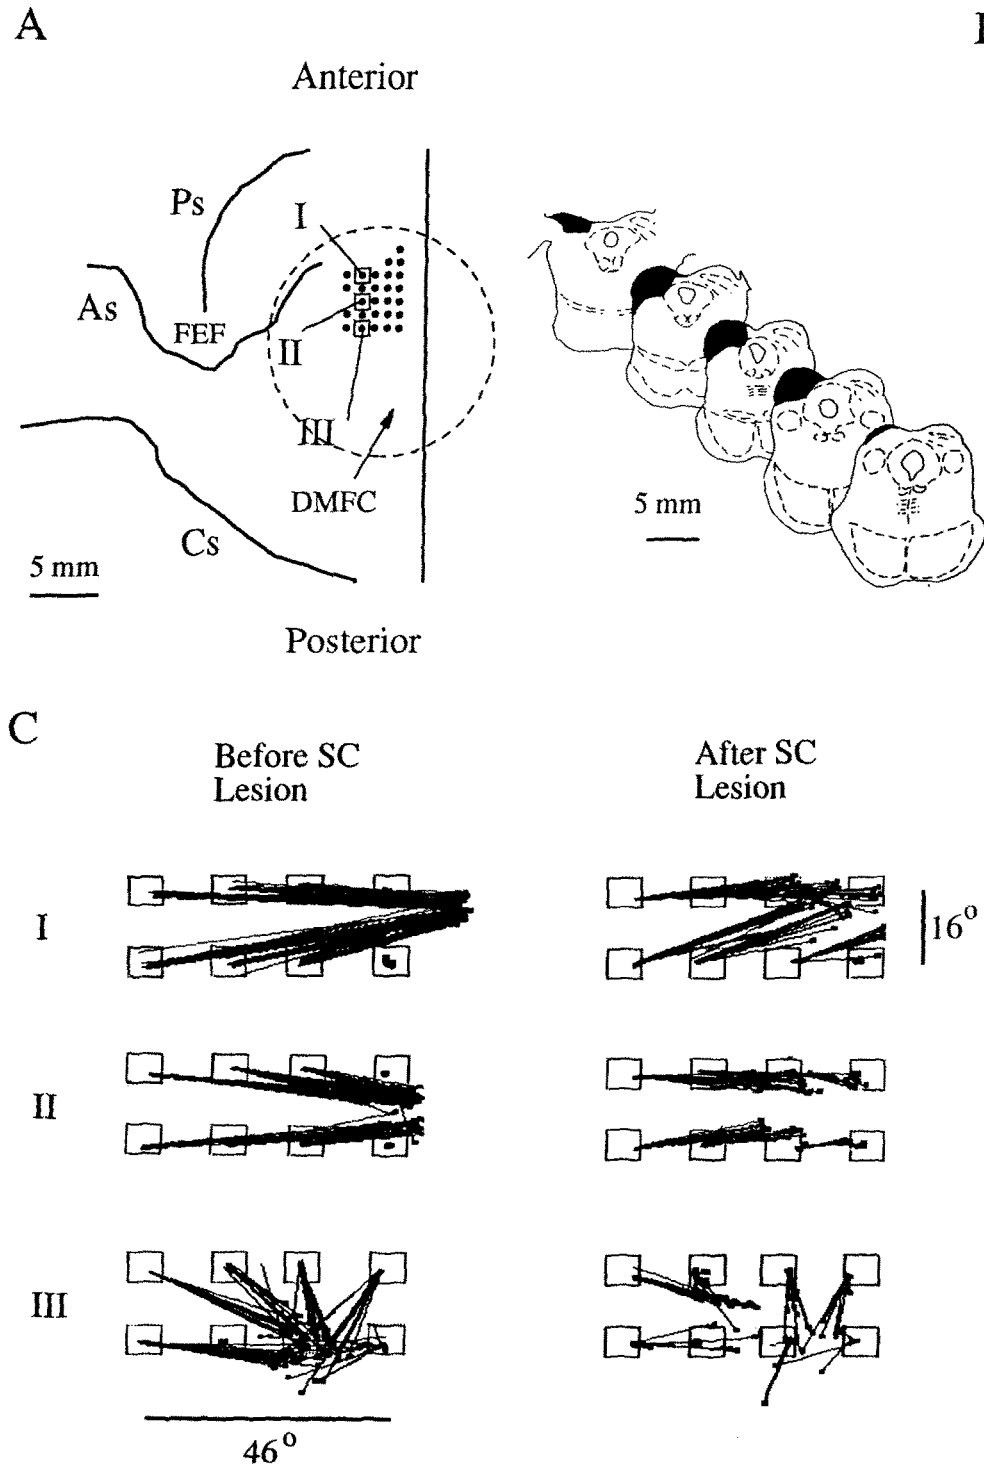 A
Anterior
Ps
I
As
FEF
II
III
DMFC
Cs
5 mm
Posterior
5 mm
C
Before SC
Lesion
After SC
Lesion
I
16°
II
III
46°